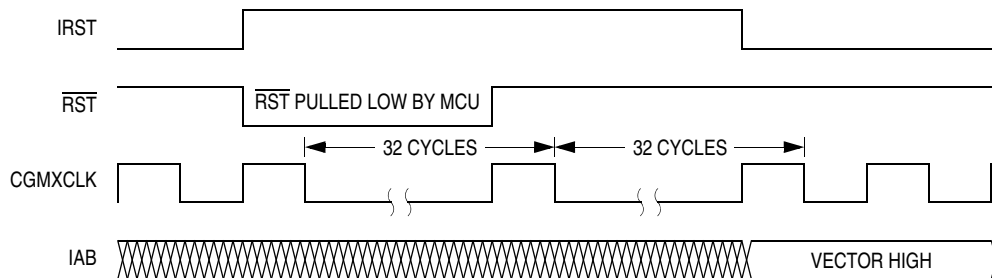 IRST
RST
RST PULLED LOW BY MCU
32 CYCLES
32 CYCLES
CGMXCLK
IAB
VECTOR HIGH